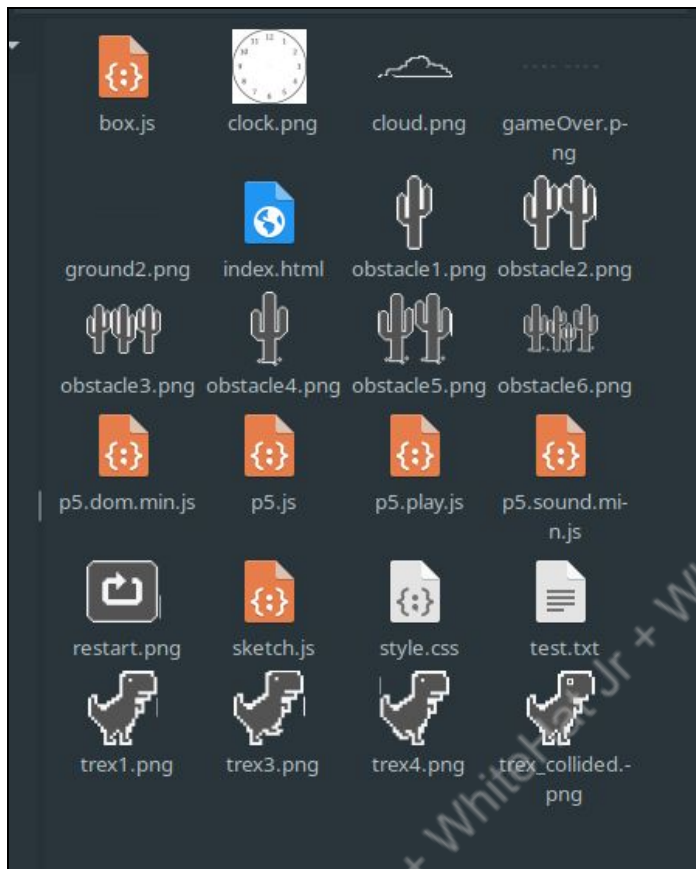 box.js
clock.png
cloud.png
gameOver.p-
ng
ground2.png
index.html
obstacle1.png
obstacle2.png
obstacle3.png
obstacle4.png
obstacle5.png
obstacle6.png
p5.dom.min.js
p5.js
p5.play.js
p5.sound.mi-
n.js
restart.png
sketch.js
style.css
test.txt
trex1.png
trex3.png
trex4.png
trex_collided.-
png
+ WhiteHat Jr + W